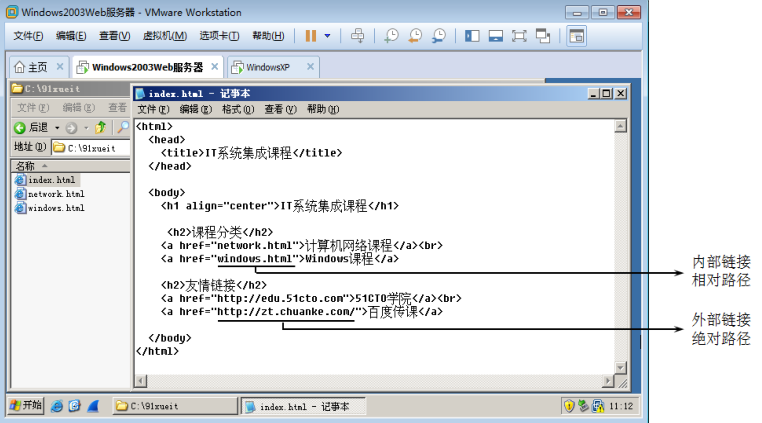 Windows2003Web服务器 - VMware Workstation
文件(F) 编辑(E) 查看(V) 虚拟机(M) 选项卡(T) 帮助(H)
主页 Windows2003Web服务器 WindowsXP
C:\91xueit
文件(F) 编辑(E) 查看
后退
地址(D) C:\91xueit
名称
index.html
network.html
windows.html
index.html - 记事本
文件(F) 编辑(E) 格式(O) 查看(V) 帮助(H)
<html>
<head>
<title>IT系统集成课程</title>
</head>
<body>
<h1 align="center">IT系统集成课程</h1>
<h2>课程分类</h2>
<a href="network.html">计算机网络课程</a><br>
<a href="windows.html">Windows课程</a>
<h2>友情链接</h2>
<a href="http://edu.51cto.com">51CTO学院</a><br>
<a href="http://zt.chuanke.com/">百度传课</a>
</body>
</html>
内部链接
相对路径
外部链接
绝对路径
开始 C:\91xueit index.html - 记事本 11:12